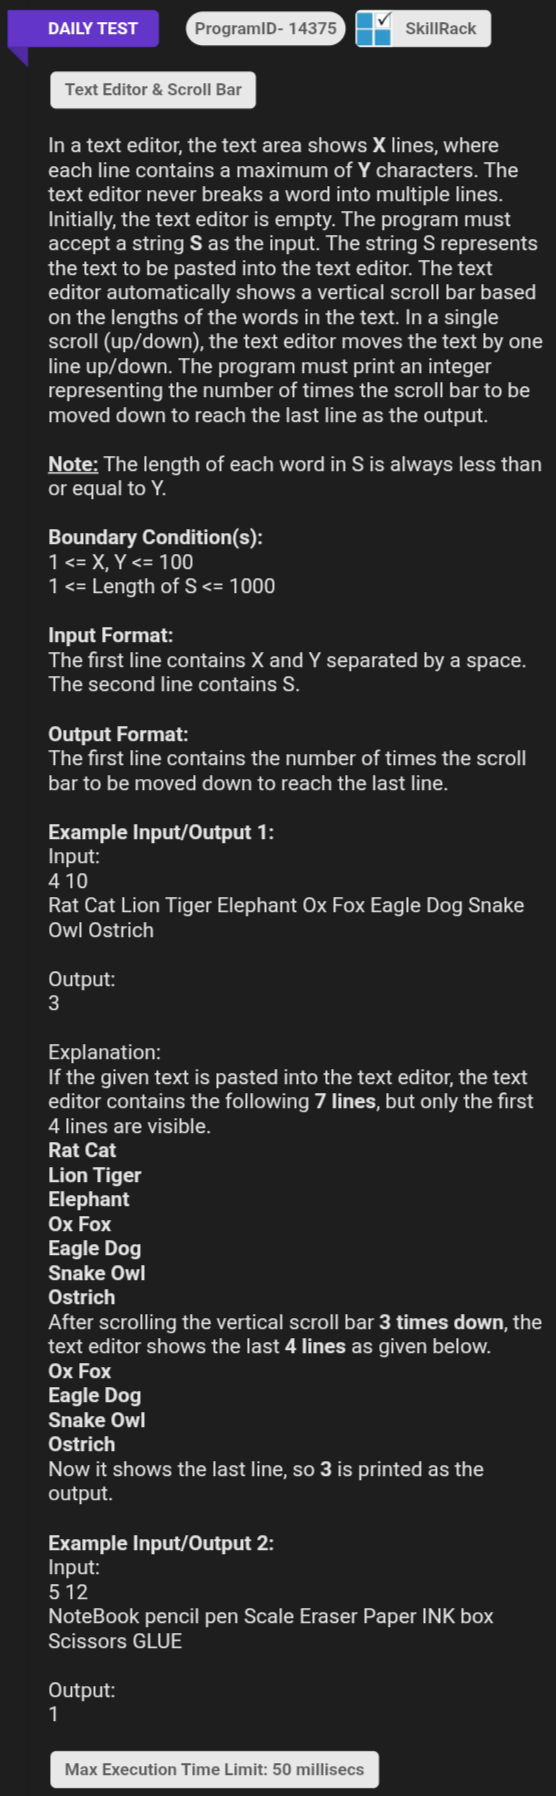 DAILY TEST
ProgramID- 14375
SkillRack
Text Editor & Scroll Bar
In a text editor, the text area shows X lines, where
each line contains a maximum of Y characters. The
text editor never breaks a word into multiple lines.
Initially, the text editor is empty. The program must
accept a string S as the input. The string S represents
the text to be pasted into the text editor. The text
editor automatically shows a vertical scroll bar based
on the lengths of the words in the text. In a single
scroll (up/down), the text editor moves the text by one
line up/down. The program must print an integer
representing the number of times the scroll bar to be
moved down to reach the last line as the output.
Note: The length of each word in S is always less than
or equal to Y.
Boundary Condition(s):
1 <= X, Y <= 100
1 <= Length of S <= 1000
Input Format:
The first line contains X and Y separated by a space.
The second line contains S.
Output Format:
The first line contains the number of times the scroll
bar to be moved down to reach the last line.
Example Input/Output 1:
Input:
4 10
Rat Cat Lion Tiger Elephant Ox Fox Eagle Dog Snake
Owl Ostrich
Output:
3
Explanation:
If the given text is pasted into the text editor, the text
editor contains the following 7 lines, but only the first
4 lines are visible.
Rat Cat
Lion Tiger
Elephant
Ox Fox
Eagle Dog
Snake Owl
Ostrich
After scrolling the vertical scroll bar 3 times down, the
text editor shows the last 4 lines as given below.
Ox Fox
Eagle Dog
Snake Owl
Ostrich
Now it shows the last line, so 3 is printed as the
output.
Example Input/Output 2:
Input:
5 12
NoteBook pencil pen Scale Eraser Paper INK box
Scissors GLUE
Output:
1
Max Execution Time Limit: 50 millisecs